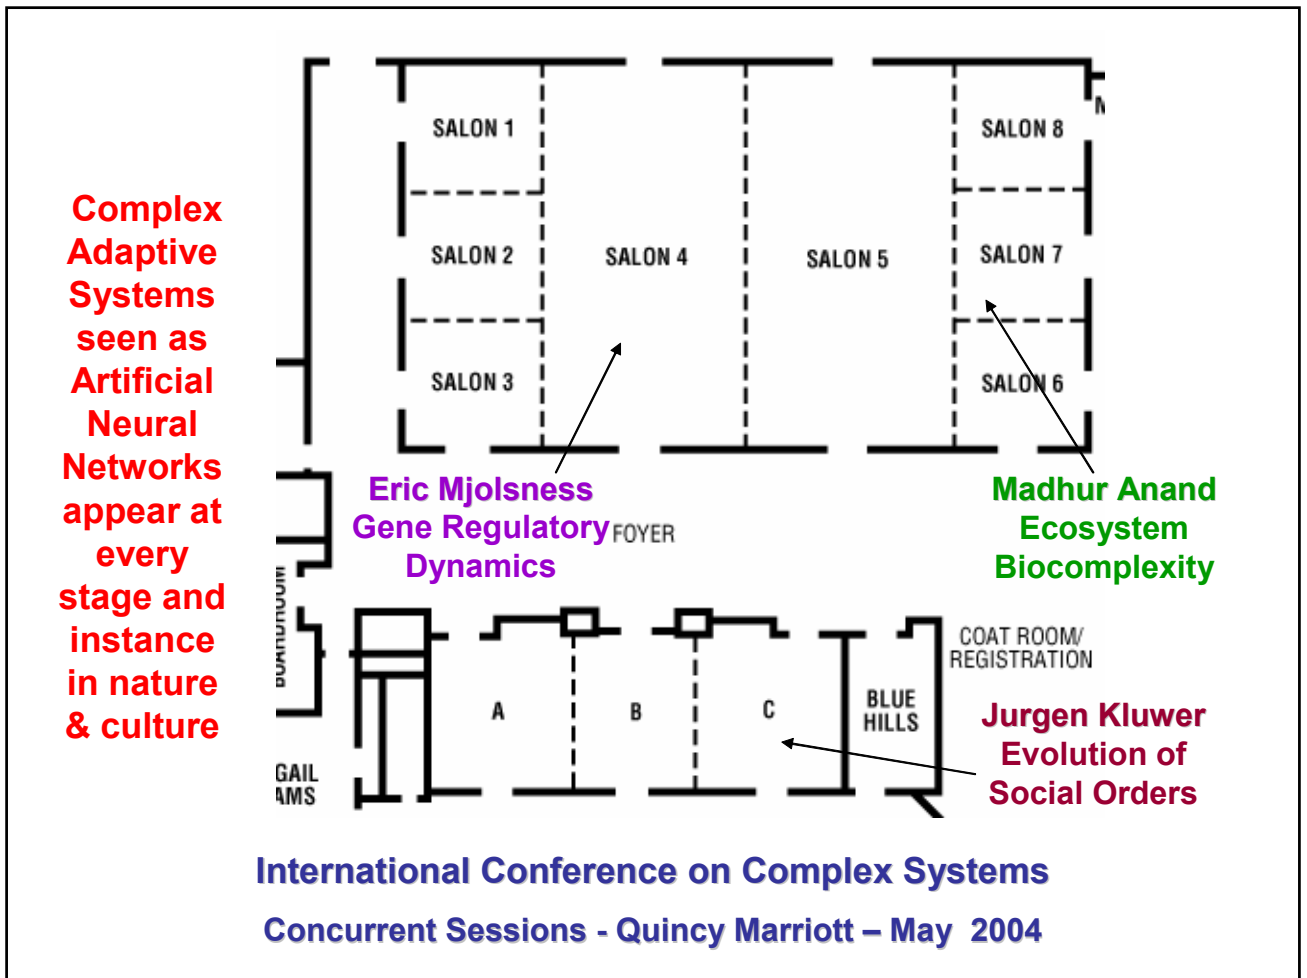 Complex
Adaptive
Systems
seen as
Artificial
Neural
Networks
appear at
every
stage and
instance
in nature
& culture
SALON 1
SALON 2
SALON 3
SALON 4
SALON 5
SALON 8
SALON 7
SALON 6
N
Eric Mjolsness
Gene Regulatory
Dynamics
FOYER
Madhur Anand
Ecosystem
Biocomplexity
BOARDROOM
GAIL
AMS
A
B
C
BLUE
HILLS
COAT ROOM/
REGISTRATION
Jurgen Kluwer
Evolution of
Social Orders
International Conference on Complex Systems
Concurrent Sessions - Quincy Marriott – May 2004